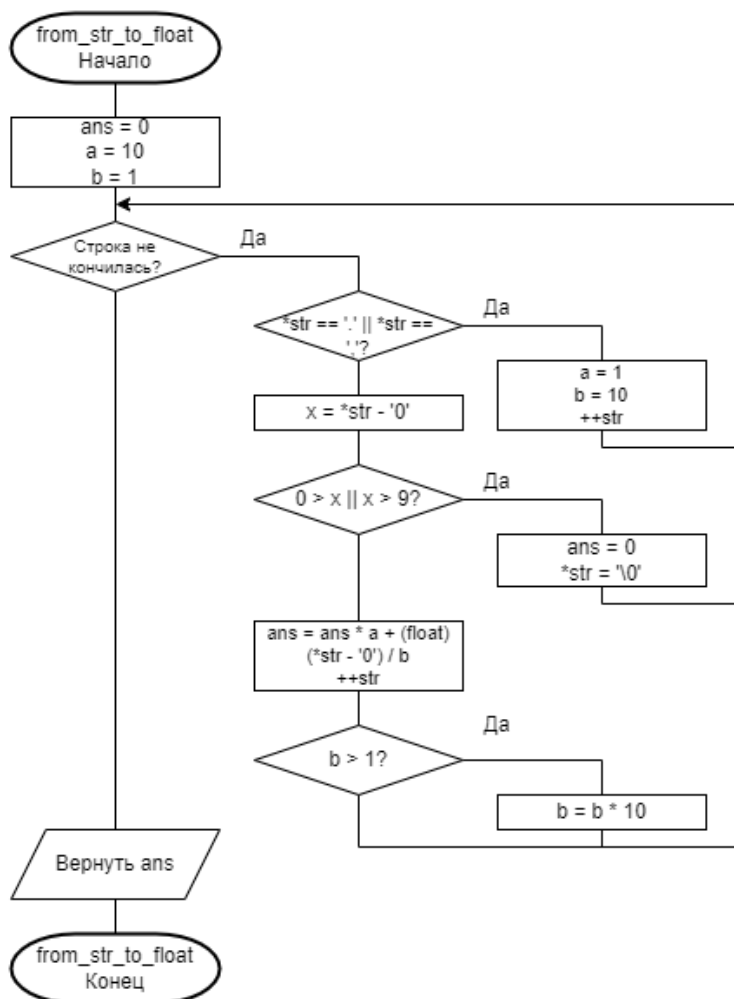 from_str_to_float
Начало
ans = 0
a = 10
b = 1
Строка не
кончилась?
Да
*str == '.' || *str ==
','?
Да
a = 1
b = 10
++str
x = *str - '0'
0 > x || x > 9?
Да
ans = 0
*str = '\0'
ans = ans * a + (float)
(*str - '0') / b
++str
b > 1?
Да
b = b * 10
Вернуть ans
from_str_to_float
Конец